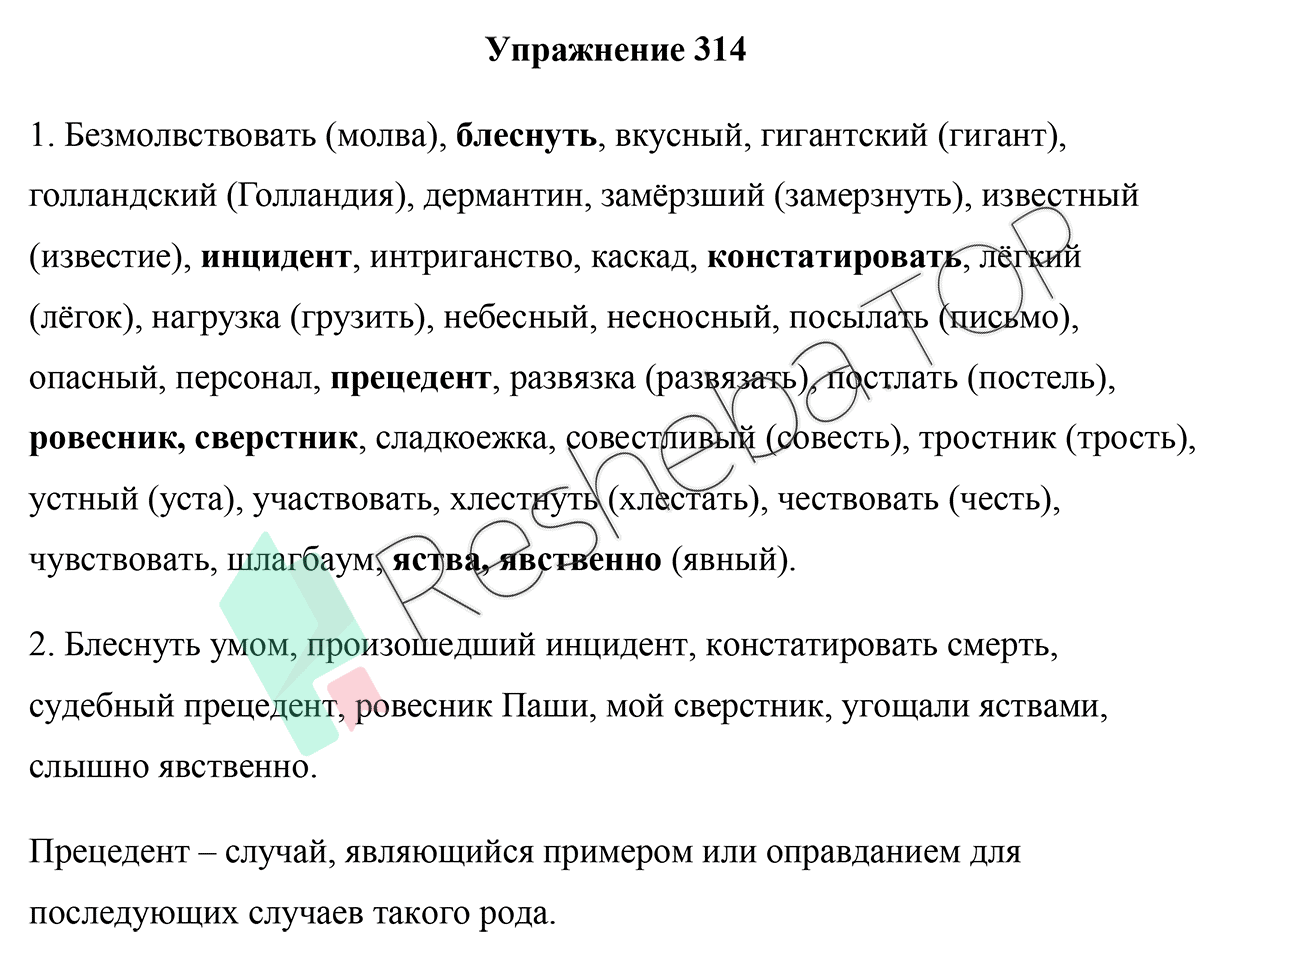 Упражнение 314
1. Безмолвствовать (молва), блеснуть, вкусный, гигантский (гигант),
голландский (Голландия), дермантин, замёрзший (замерзнуть), известный
(известие), инцидент, интриганство, каскад, констатировать, лёгкий
(лёгок), нагрузка (грузить), небесный, несносный, посылать (письмо),
опасный, персонал, прецедент, развязка (развязать), постлать (постель),
ровесник, сверстник, сладкоежка, совестливый (совесть), тростник (трость),
устный (уста), участвовать, хлестнуть (хлестать), чествовать (честь),
чувствовать, шлагбаум, яства, явственно (явный).
2. Блеснуть умом, произошедший инцидент, констатировать смерть,
судебный прецедент, ровесник Паши, мой сверстник, угощали яствами,
слышно явственно.
Прецедент – случай, являющийся примером или оправданием для
последующих случаев такого рода.
Resheba.TOP